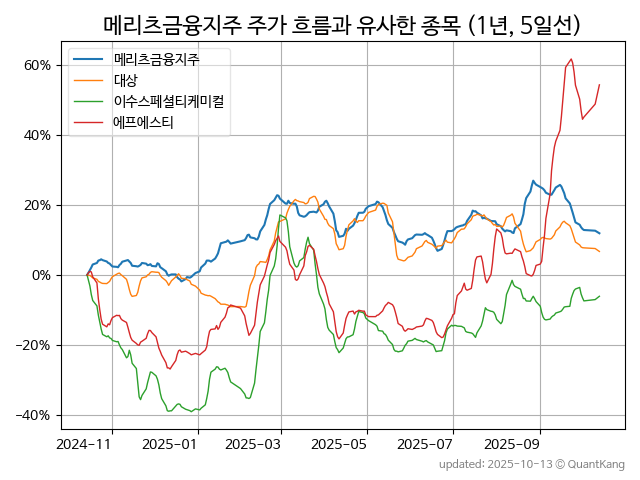 메리츠금융지주 주가 흐름과 유사한 종목 (1년, 5일선)
메리츠금융지주
대상
이수스페셜티케미컬
에프에스티
60%
40%
20%
0%
−20%
−40%
2024-11
2025-01
2025-03
2025-05
2025-07
2025-09
updated: 2025-10-13 © QuantKang